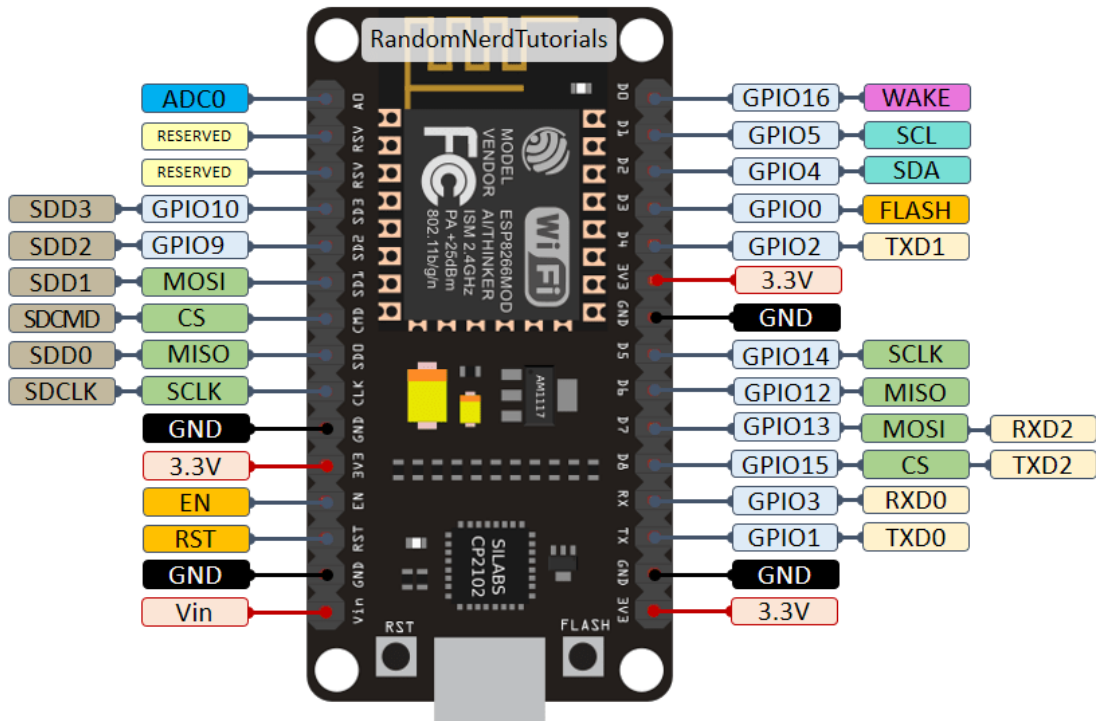 RandomNerdTutorials
ADC0
RESERVED
RESERVED
SDD3 GPIO10
SDD2 GPIO9
SDD1 MOSI
SDCMD CS
SDD0 MISO
SDCLK SCLK
GND
3.3V
EN
RST
GND
Vin
A0
RSV
RSV
SD3
SD2
SD1
CMD
SD0
CLK
GND
3V3
EN
RST
GND
Vin
MODEL
VENDOR
ESP8266MOD
AI/THINKER
ISM 2.4GHz
PA +25dBm
802.11b/g/n
FC
WiFi
AM1117
SILABS
CP2102
RST
FLASH
D0
D1
D2
D3
D4
3V3
GND
D5
D6
D7
D8
RX
TX
GND
3V3
GPIO16 WAKE
GPIO5 SCL
GPIO4 SDA
GPIO0 FLASH
GPIO2 TXD1
3.3V
GND
GPIO14 SCLK
GPIO12 MISO
GPIO13 MOSI RXD2
GPIO15 CS TXD2
GPIO3 RXD0
GPIO1 TXD0
GND
3.3V